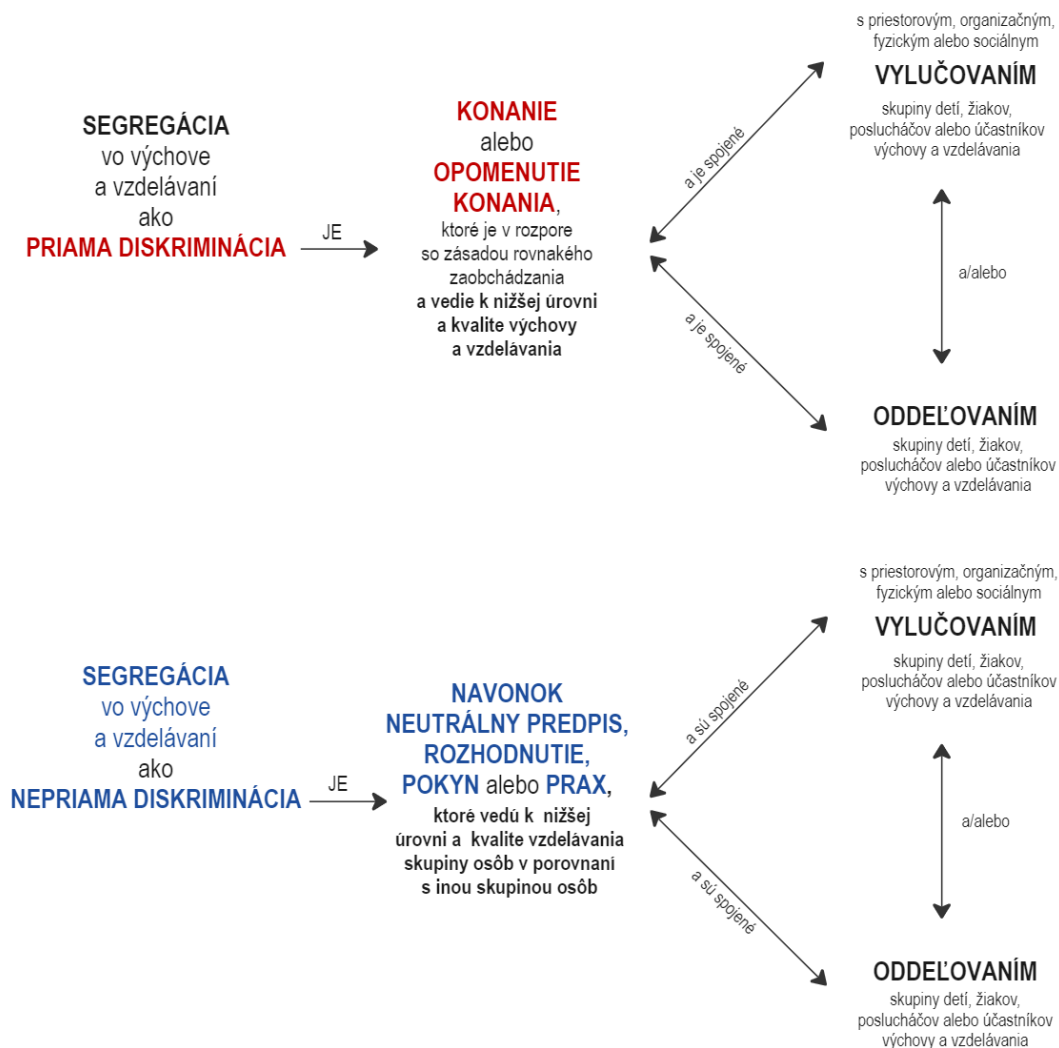 SEGREGÁCIA
vo výchove
a vzdelávaní
ako
PRIAMA DISKRIMINÁCIA
JE
KONANIE
alebo
OPOMENUTIE
KONANIA,
ktoré je v rozpore
so zásadou rovnakého
zaobchádzania
a vedie k nižšej úrovni
a kvalite výchovy
a vzdelávania
a je spojené
a je spojené
s priestorovým, organizačným,
fyzickým alebo sociálnym
VYLUČOVANÍM
skupiny detí, žiakov,
poslucháčov alebo účastníkov
výchovy a vzdelávania
a/alebo
ODDEĽOVANÍM
skupiny detí, žiakov,
poslucháčov alebo účastníkov
výchovy a vzdelávania
SEGREGÁCIA
vo výchove
a vzdelávaní
ako
NEPRIAMA DISKRIMINÁCIA
JE
NAVONOK
NEUTRÁLNY PREDPIS,
ROZHODNUTIE,
POKYN alebo PRAX,
ktoré vedú k nižšej
úrovni a kvalite vzdelávania
skupiny osôb v porovnaní
s inou skupinou osôb
a sú spojené
a sú spojené
s priestorovým, organizačným,
fyzickým alebo sociálnym
VYLUČOVANÍM
skupiny detí, žiakov,
poslucháčov alebo účastníkov
výchovy a vzdelávania
a/alebo
ODDEĽOVANÍM
skupiny detí, žiakov,
poslucháčov alebo účastníkov
výchovy a vzdelávania